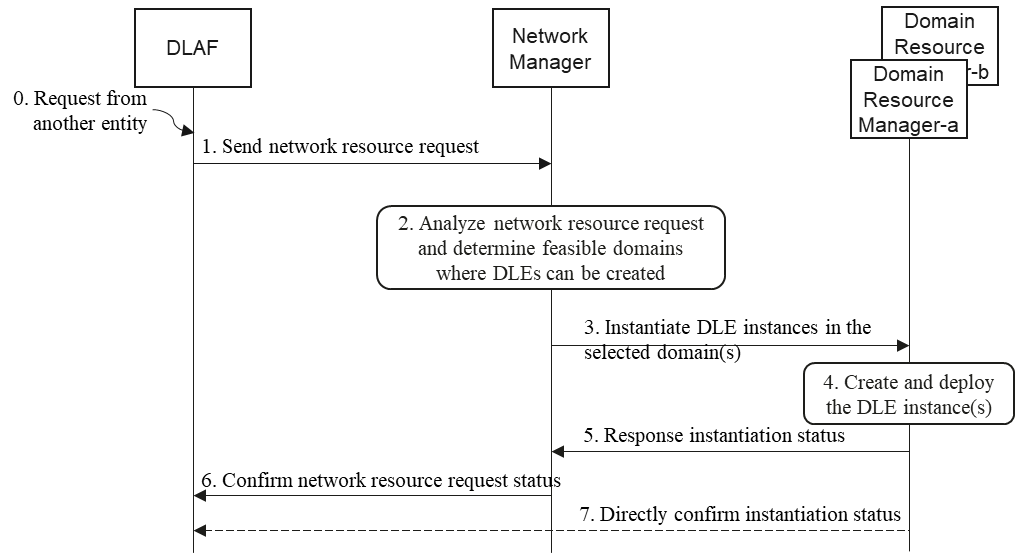 DLAF
Network
Manager
Domain
Resource
r-b
Domain
Resource
Manager-a
0. Request from
another entity
1. Send network resource request
2. Analyze network resource request
and determine feasible domains
where DLEs can be created
3. Instantiate DLE instances in the
selected domain(s)
4. Create and deploy
the DLE instance(s)
5. Response instantiation status
6. Confirm network resource request status
7. Directly confirm instantiation status